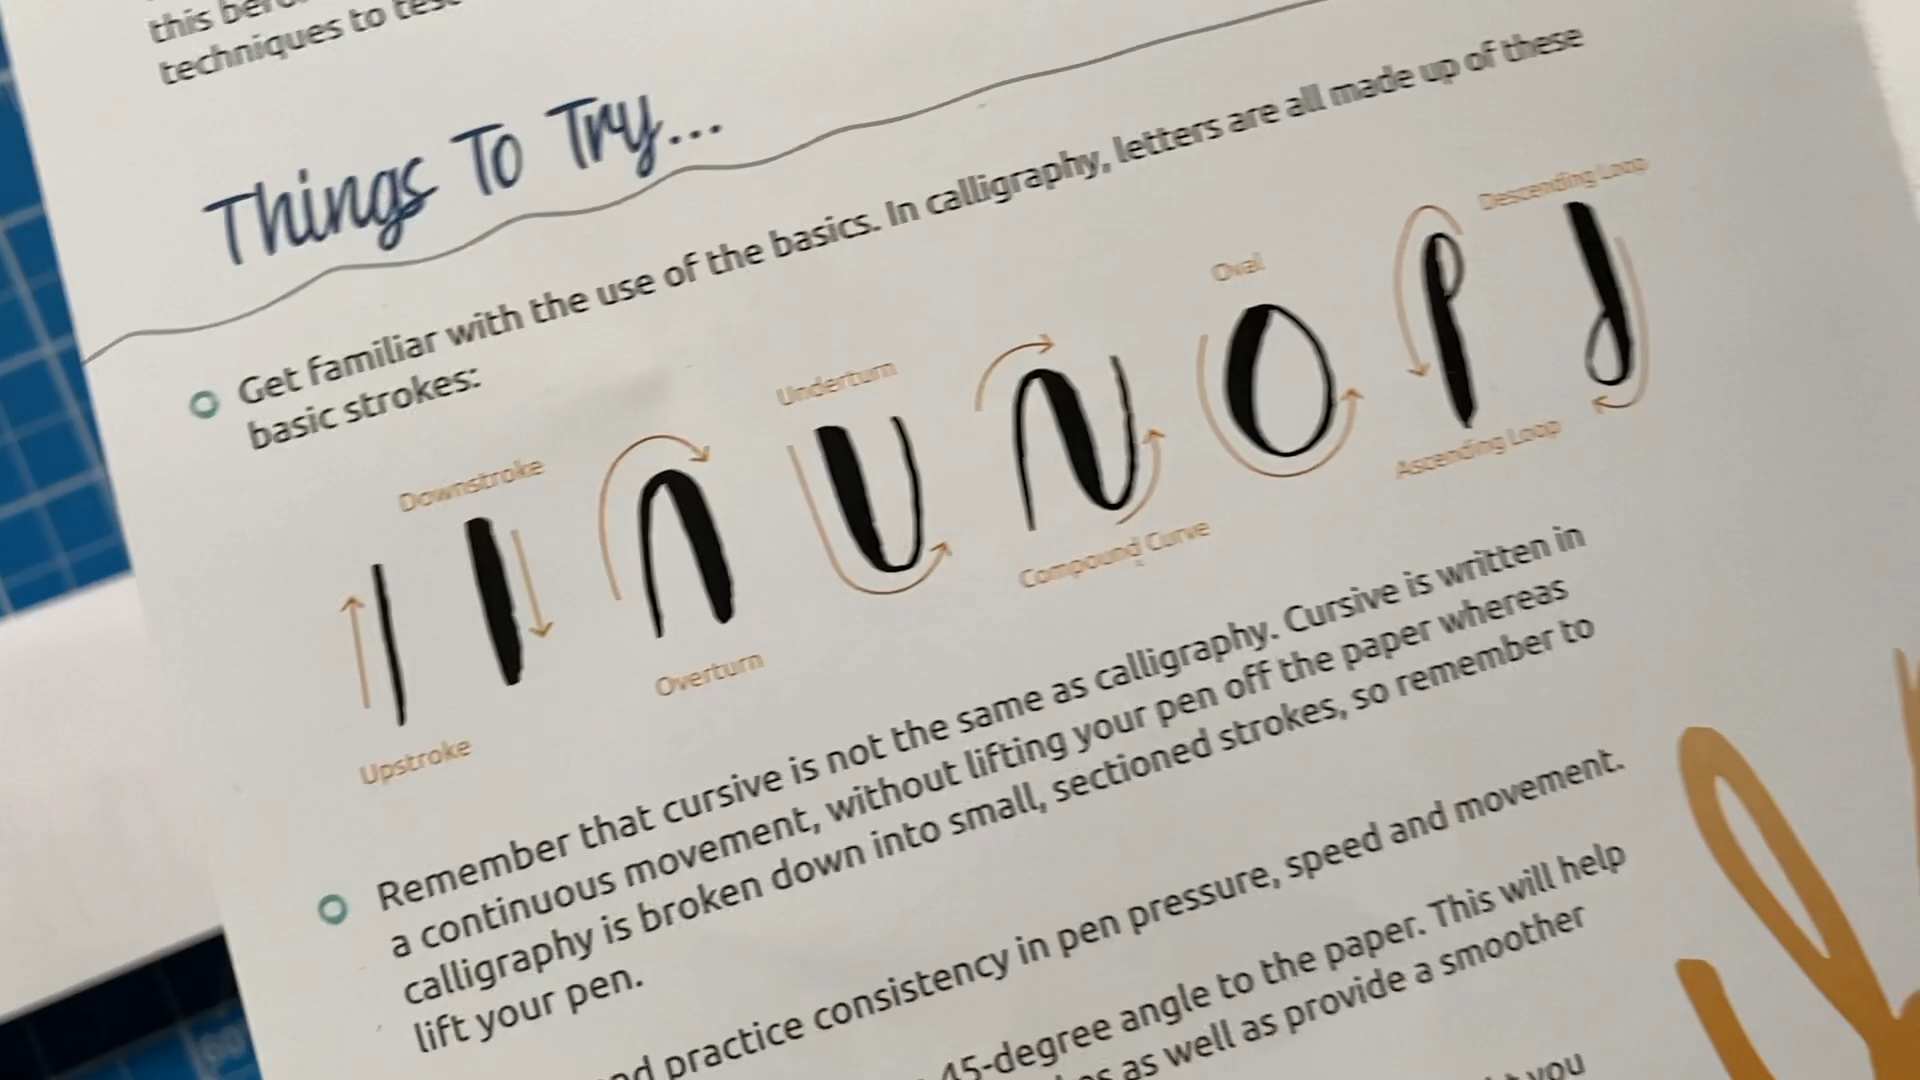 this
techniques to
Things To Try...
Get familiar with the use of the basics. In calligraphy, letters are all made up of these
basic strokes:
Upstroke
Downstroke
Overturn
Underturn
Compound Curve
Oval
Ascending Loop
Descending Loop
Remember that cursive is not the same as calligraphy. Cursive is written in
a continuous movement, without lifting your pen off the paper whereas
calligraphy is broken down into small, sectioned strokes, so remember to
lift your pen.
practice consistency in pen pressure, speed and movement.
45-degree angle to the paper. This will help
as well as provide a smoother
you